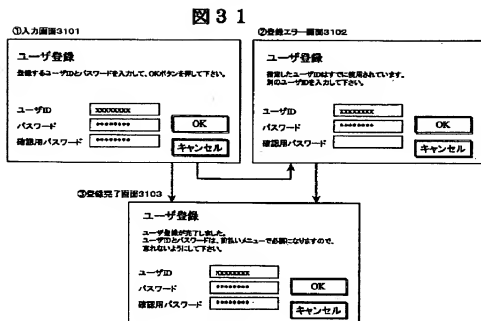 図31
①入力画面3101
ユーザ登録
登録するユーザIDとパスワードを入力して、OKボタンを押して下さい。
ユーザID
xxxxxxxx
パスワード
********
OK
確認用パスワード
********
キャンセル
②登録エラー画面3102
ユーザ登録
指定したユーザIDはすでに使用されています。
別のユーザIDを入力して下さい。
ユーザID
xxxxxxxx
パスワード
********
OK
確認用パスワード
キャンセル
③登録完了画面3103
ユーザ登録
ユーザ登録が完了しました。
ユーザIDとパスワードは、前払いメニューで必要になりますので、
忘れないようにして下さい。
ユーザID
xxxxxxxx
パスワード
********
OK
確認用パスワード
********
キャンセル